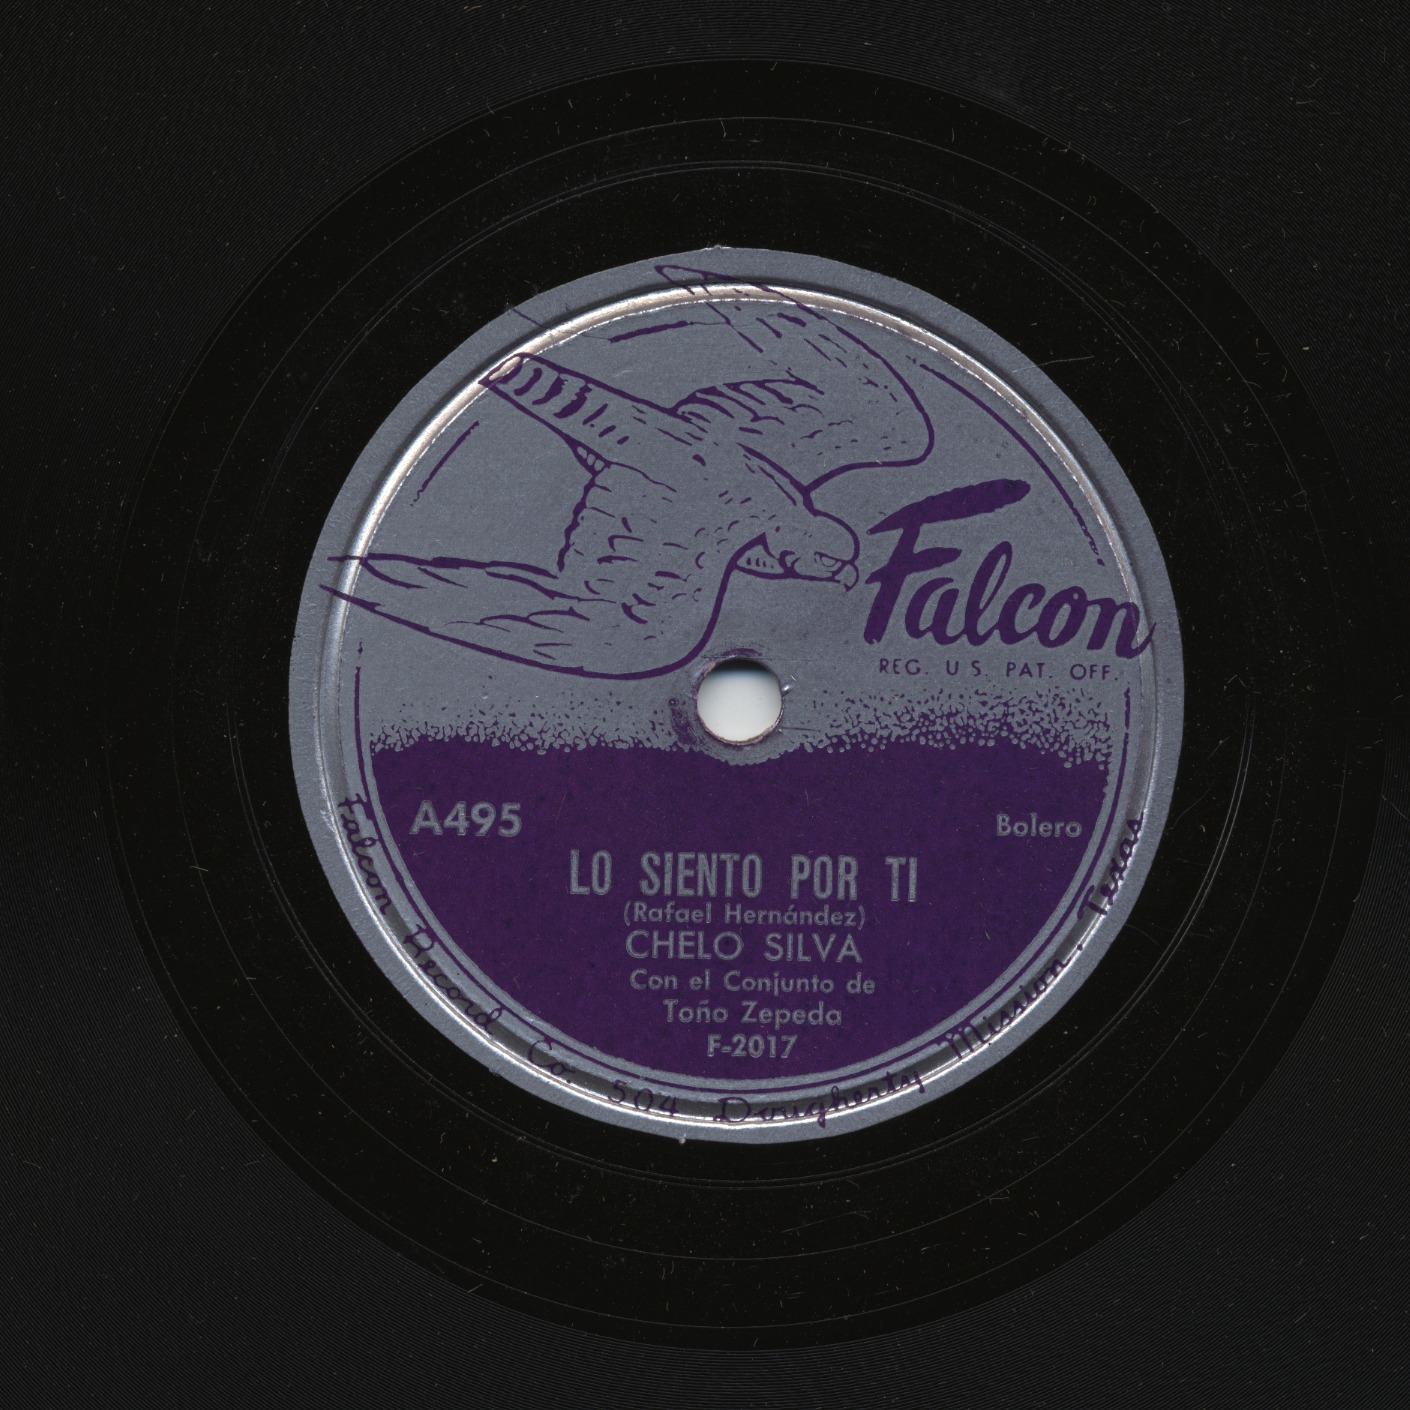 Falcon
REG. U.S. PAT. OFF.
A495
Bolero
LO SIENTO POR TI
(Rafael Hernández)
CHELO SILVA
Con el Conjunto de
Toño Zepeda
F-2017
Falcon Record Co. 504 Dougherty Mission, Texas